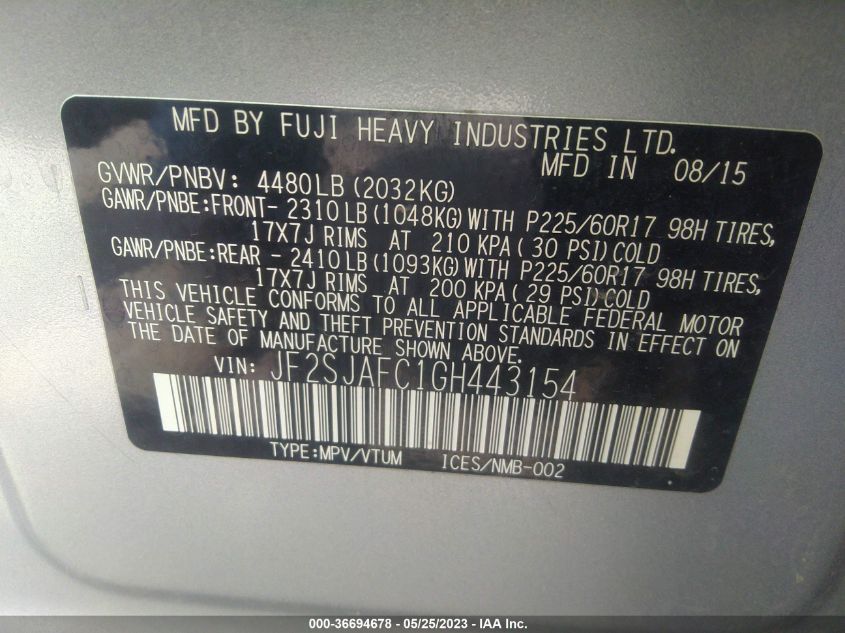 MFD BY FUJI HEAVY INDUSTRIES LTD.
MFD IN 08/15
GVWR/PNBV: 4480LB(2032KG)
GAWR/PNBE:FRONT- 2310LB(1048KG)WITH P225/60R17 98H TIRES,
17X7J RIMS AT 210 KPA(30 PSI)COLD
GAWR/PNBE:REAR - 2410LB(1093KG)WITH P225/60R17 98H TIRES,
17X7J RIMS AT 200 KPA(29 PSI)COLD
THIS VEHICLE CONFORMS TO ALL APPLICABLE FEDERAL MOTOR
VEHICLE SAFETY AND THEFT PREVENTION STANDARDS IN EFFECT ON
THE DATE OF MANUFACTURE SHOWN ABOVE.
VIN: JF2SJAFC1GH443154
TYPE:MPV/VTUM ICES/NMB-002
000-36694678 - 05/25/2023 - IAAI.COM